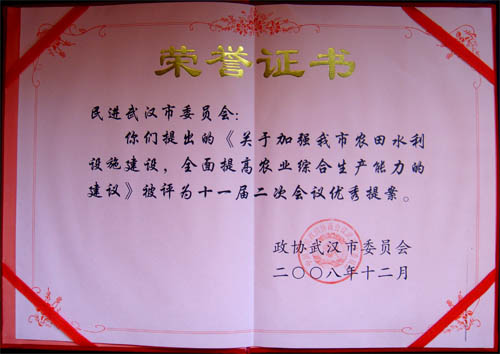 荣誉证书
民进武汉市委员会：
你们提出的《关于加强我市农田水利
设施建设，全面提高农业综合生产能力的
建议》被评为十一届二次会议优秀提案。
政协武汉市委员会
二〇〇八年十二月